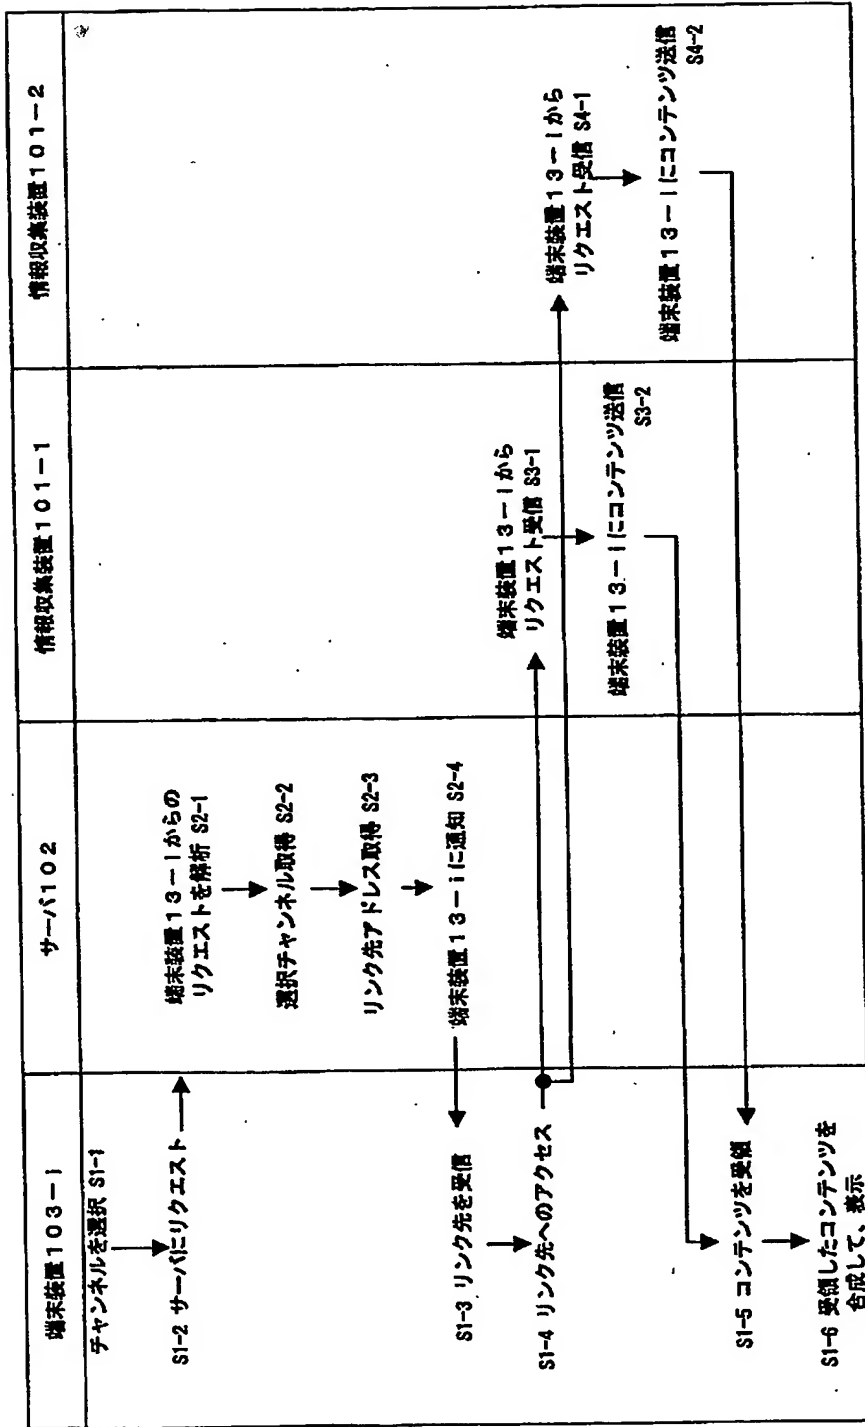 端末装置103-i
サーバ102
情報収集装置101-1
情報収集装置101-2
チャンネルを選択 S1-1
S1-2 サーバにリクエスト
S1-3 リンク先を受信
S1-4 リンク先へのアクセス
S1-5 コンテンツを受領
S1-6 受領したコンテンツを
合成して、表示
端末装置13-iからの
リクエストを解析 S2-1
選択チャンネル取得 S2-2
リンク先アドレス取得 S2-3
端末装置13-iに通知 S2-4
端末装置13-iから
リクエスト受信 S3-1
端末装置13-iにコンテンツ送信
S3-2
端末装置13-iから
リクエスト受信 S4-1
端末装置13-iにコンテンツ送信
S4-2